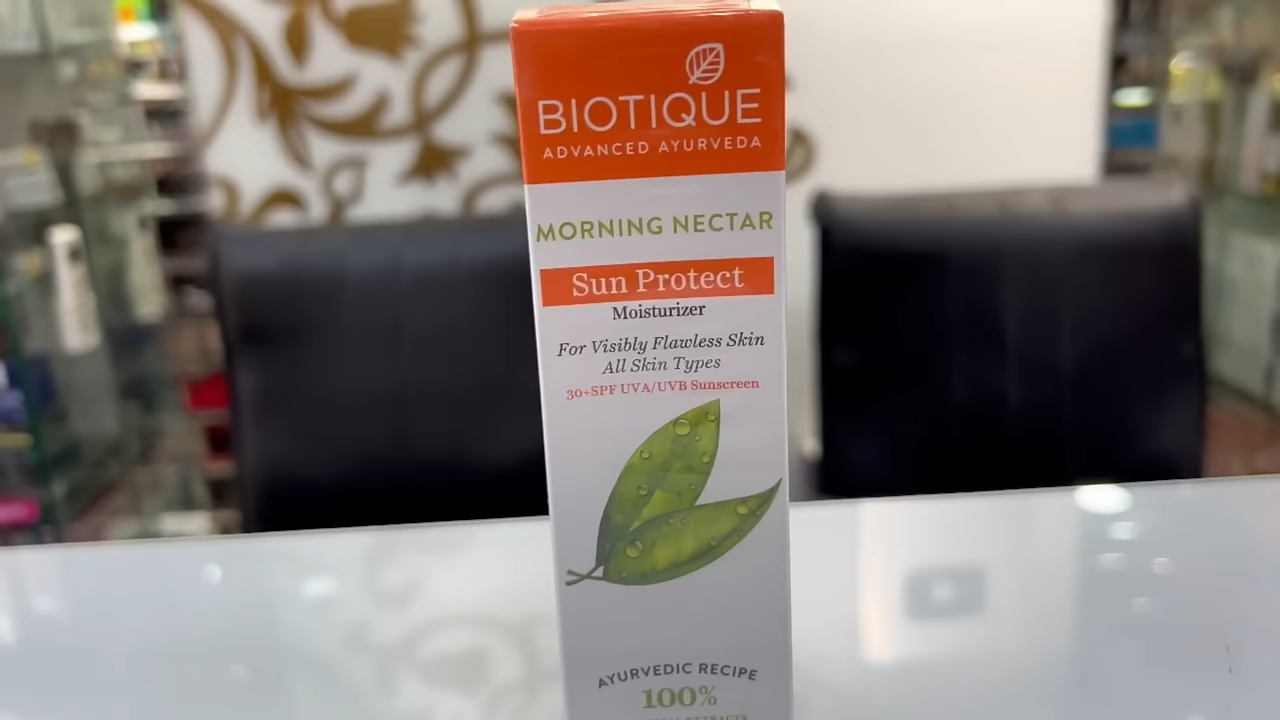 BIOTIQUE
ADVANCED AYURVEDA
MORNING NECTAR
Sun Protect
Moisturizer
For Visibly Flawless Skin
All Skin Types
30+SPF UVA/UVB Sunscreen
AYURVEDIC RECIPE
100%
EXTRACTS